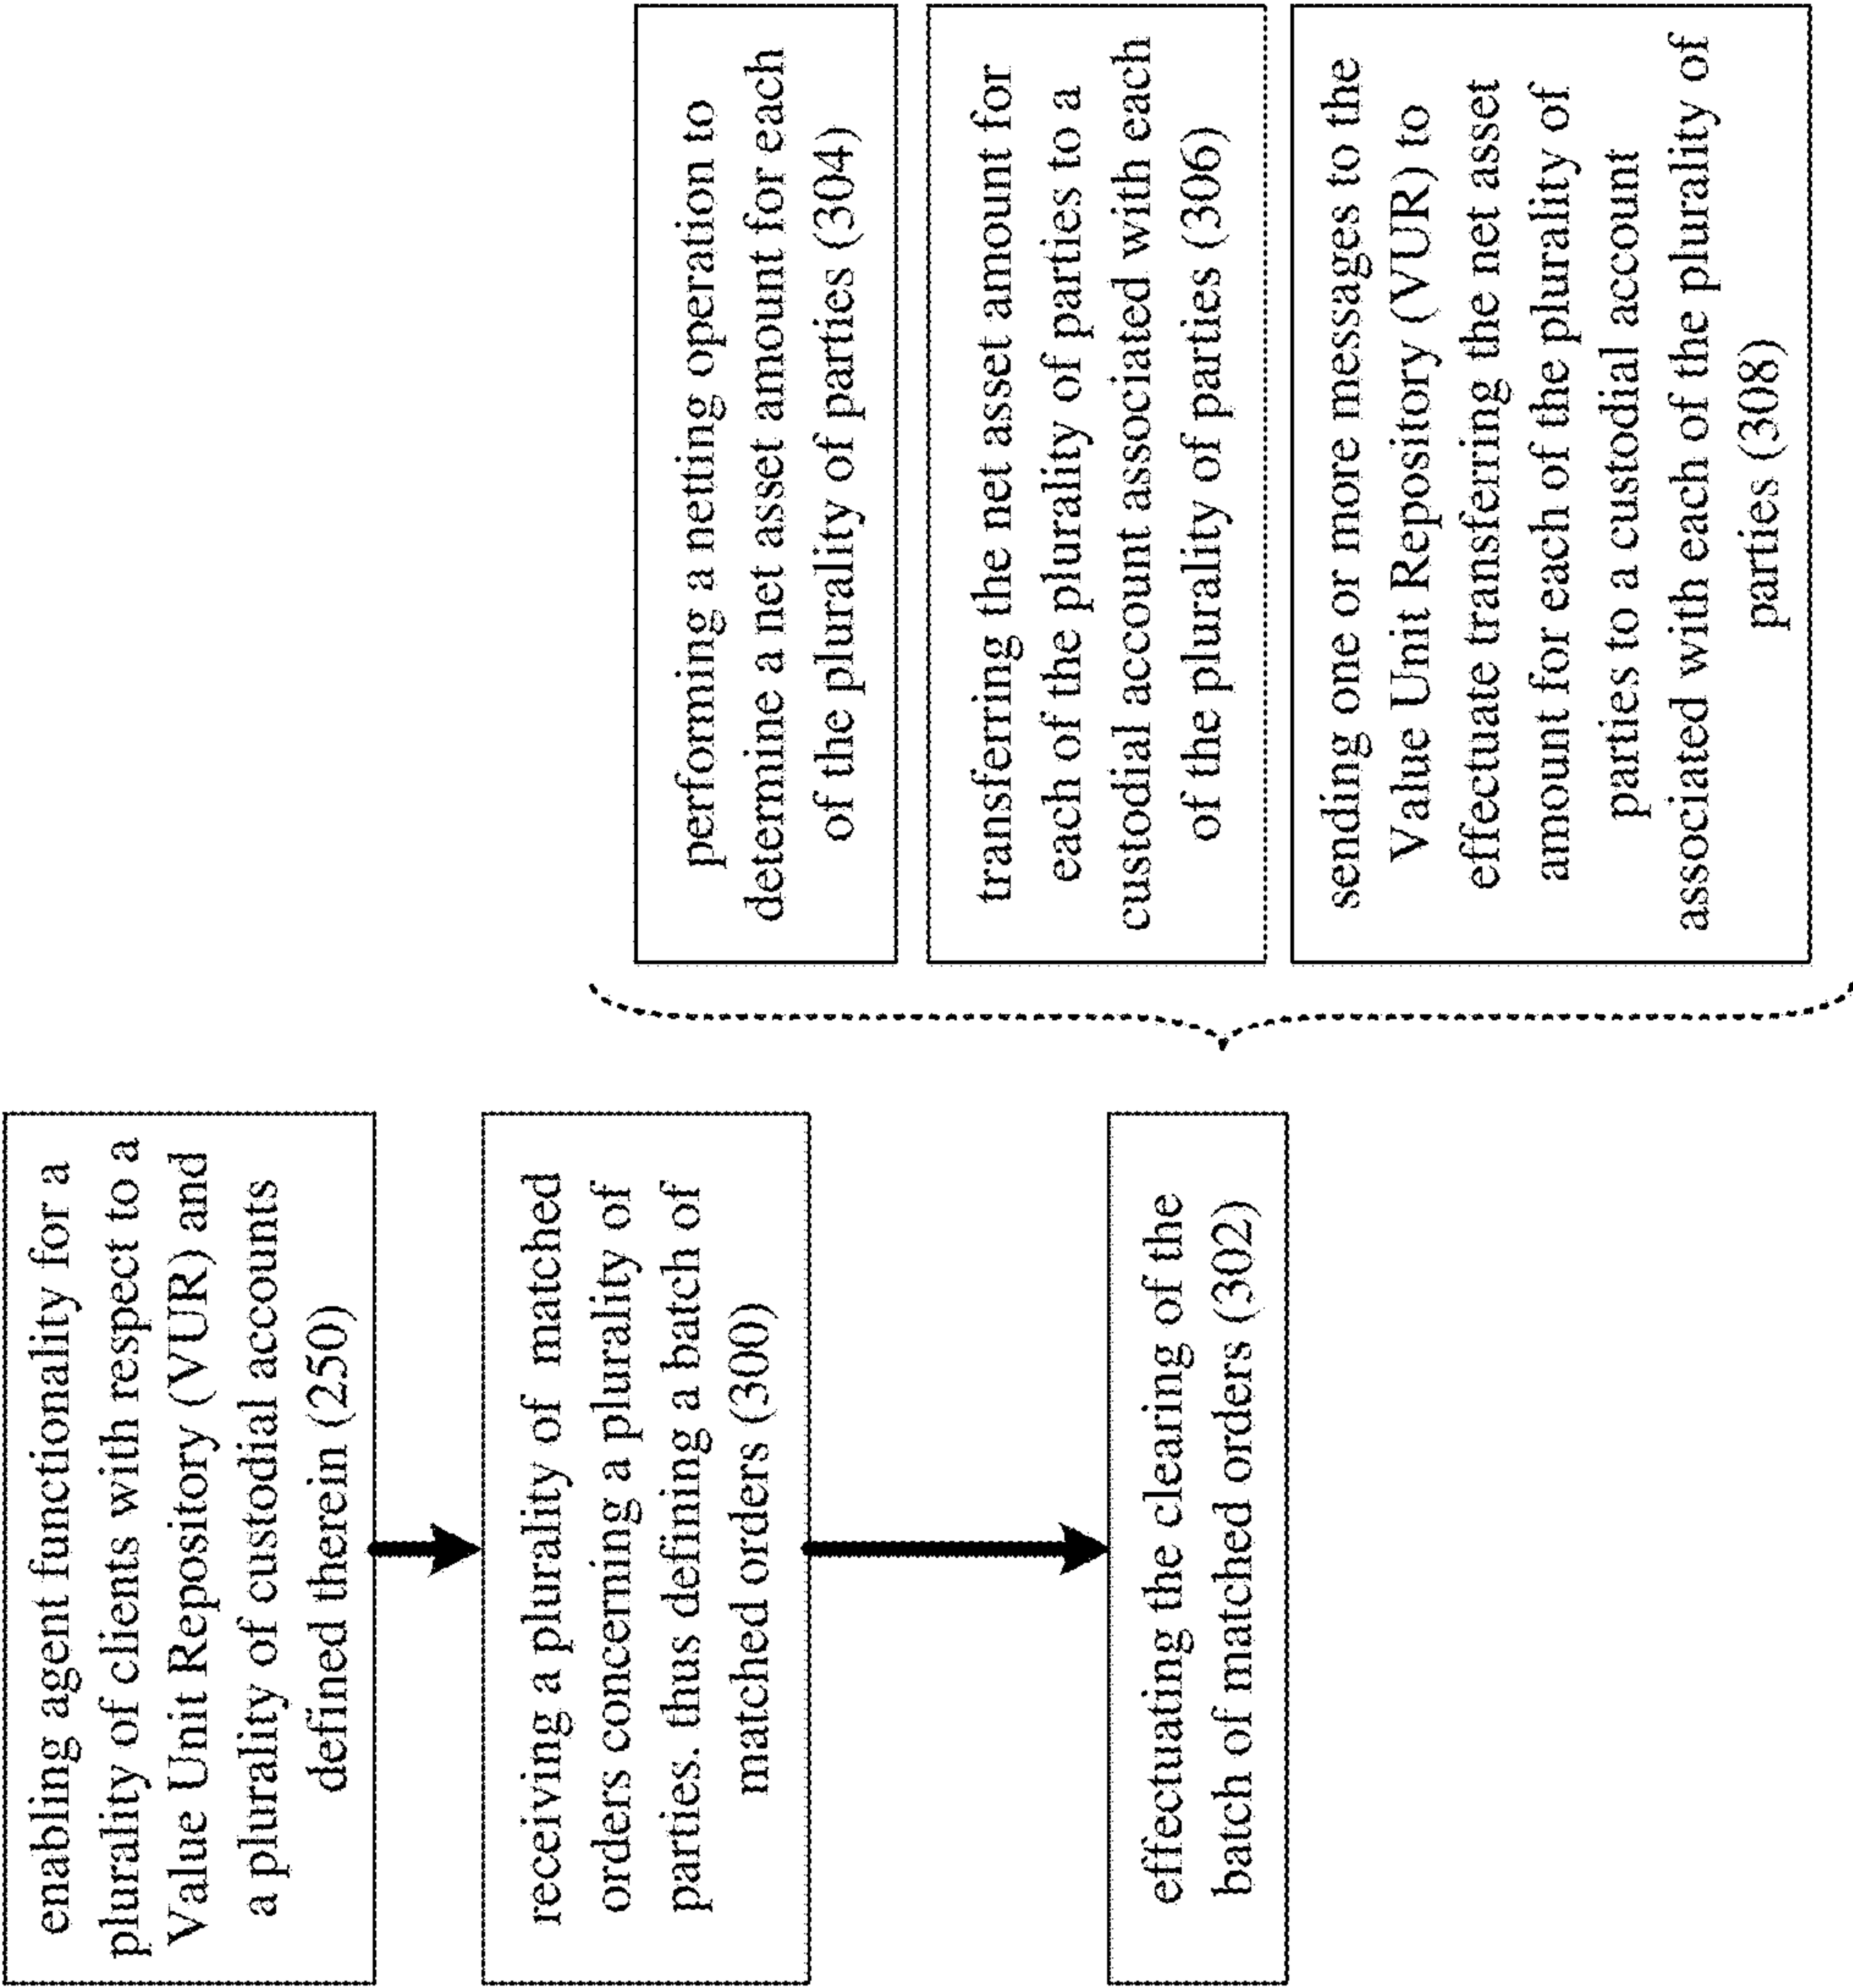 enabling agent functionality for a
plurality of clients with respect to a
Value Unit Repository (VUR) and
a plurality of custodial accounts
defined therein (250)
receiving a plurality of matched
orders concerning a plurality of
parties. thus defining a batch of
matched orders (300)
effectuating the clearing of the
batch of matched orders (302)
performing a netting operation to
determine a net asset amount for each
of the plurality of parties (304)
transferring the net asset amount for
each of the plurality of parties to a
custodial account associated with each
of the plurality of parties (306)
sending one or more messages to the
Value Unit Repository (VUR) to
effectuate transferring the net asset
amount for each of the plurality of
parties to a custodial account
associated with each of the plurality of
parties (308)